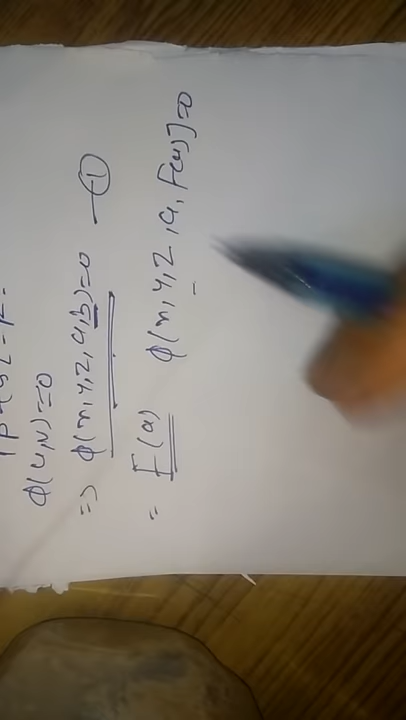 φ(u,v)=0
=> φ(x,y,z,a,b)=0 —①
= F(a) φ(x,y,z,a,F(a)]=0